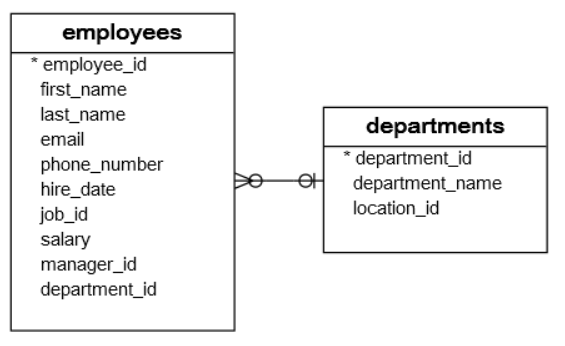 employees
* employee_id
first_name
last_name
email
phone_number
hire_date
job_id
salary
manager_id
department_id
departments
* department_id
department_name
location_id